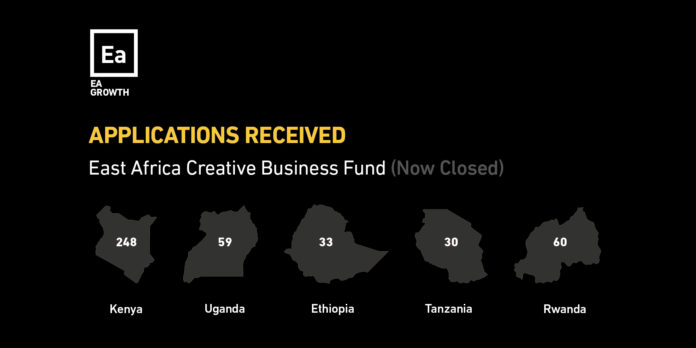 Ea
EA
GROWTH
APPLICATIONS RECEIVED
East Africa Creative Business Fund (Now Closed)
248 59 33 30 60
Kenya Uganda Ethiopia Tanzania Rwanda